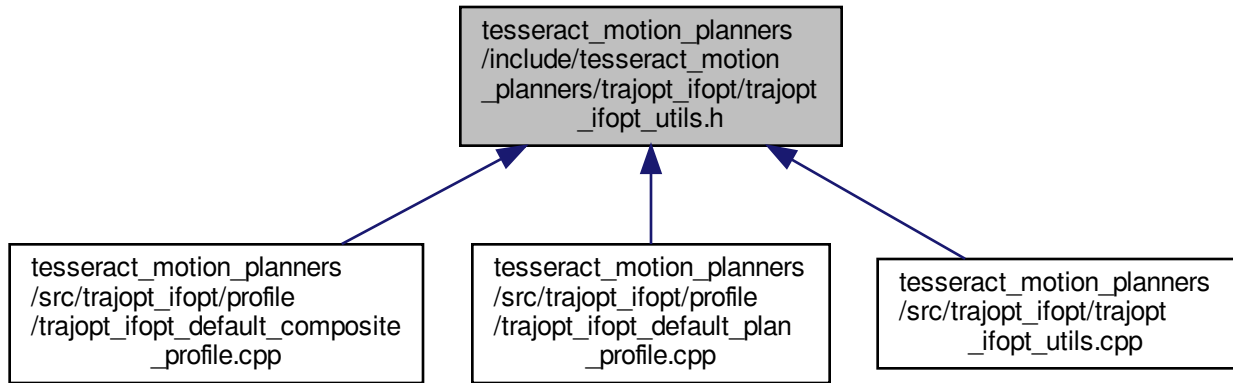 tesseract_motion_planners
/include/tesseract_motion
_planners/trajopt_ifopt/trajopt
_ifopt_utils.h
tesseract_motion_planners
/src/trajopt_ifopt/profile
/trajopt_ifopt_default_composite
_profile.cpp
tesseract_motion_planners
/src/trajopt_ifopt/profile
/trajopt_ifopt_default_plan
_profile.cpp
tesseract_motion_planners
/src/trajopt_ifopt/trajopt
_ifopt_utils.cpp